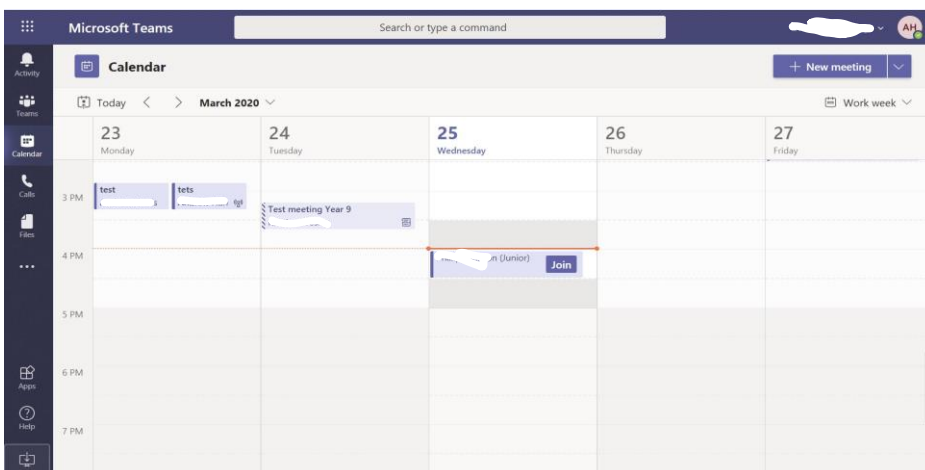 Microsoft Teams
Search or type a command
AH
Activity
Teams
Calendar
Calls
Files
Apps
Help
Calendar
+ New meeting
Today
March 2020
Work week
23
Monday
24
Tuesday
25
Wednesday
26
Thursday
27
Friday
3 PM
test
tets
Test meeting Year 9
4 PM
(Junior)
Join
5 PM
6 PM
7 PM